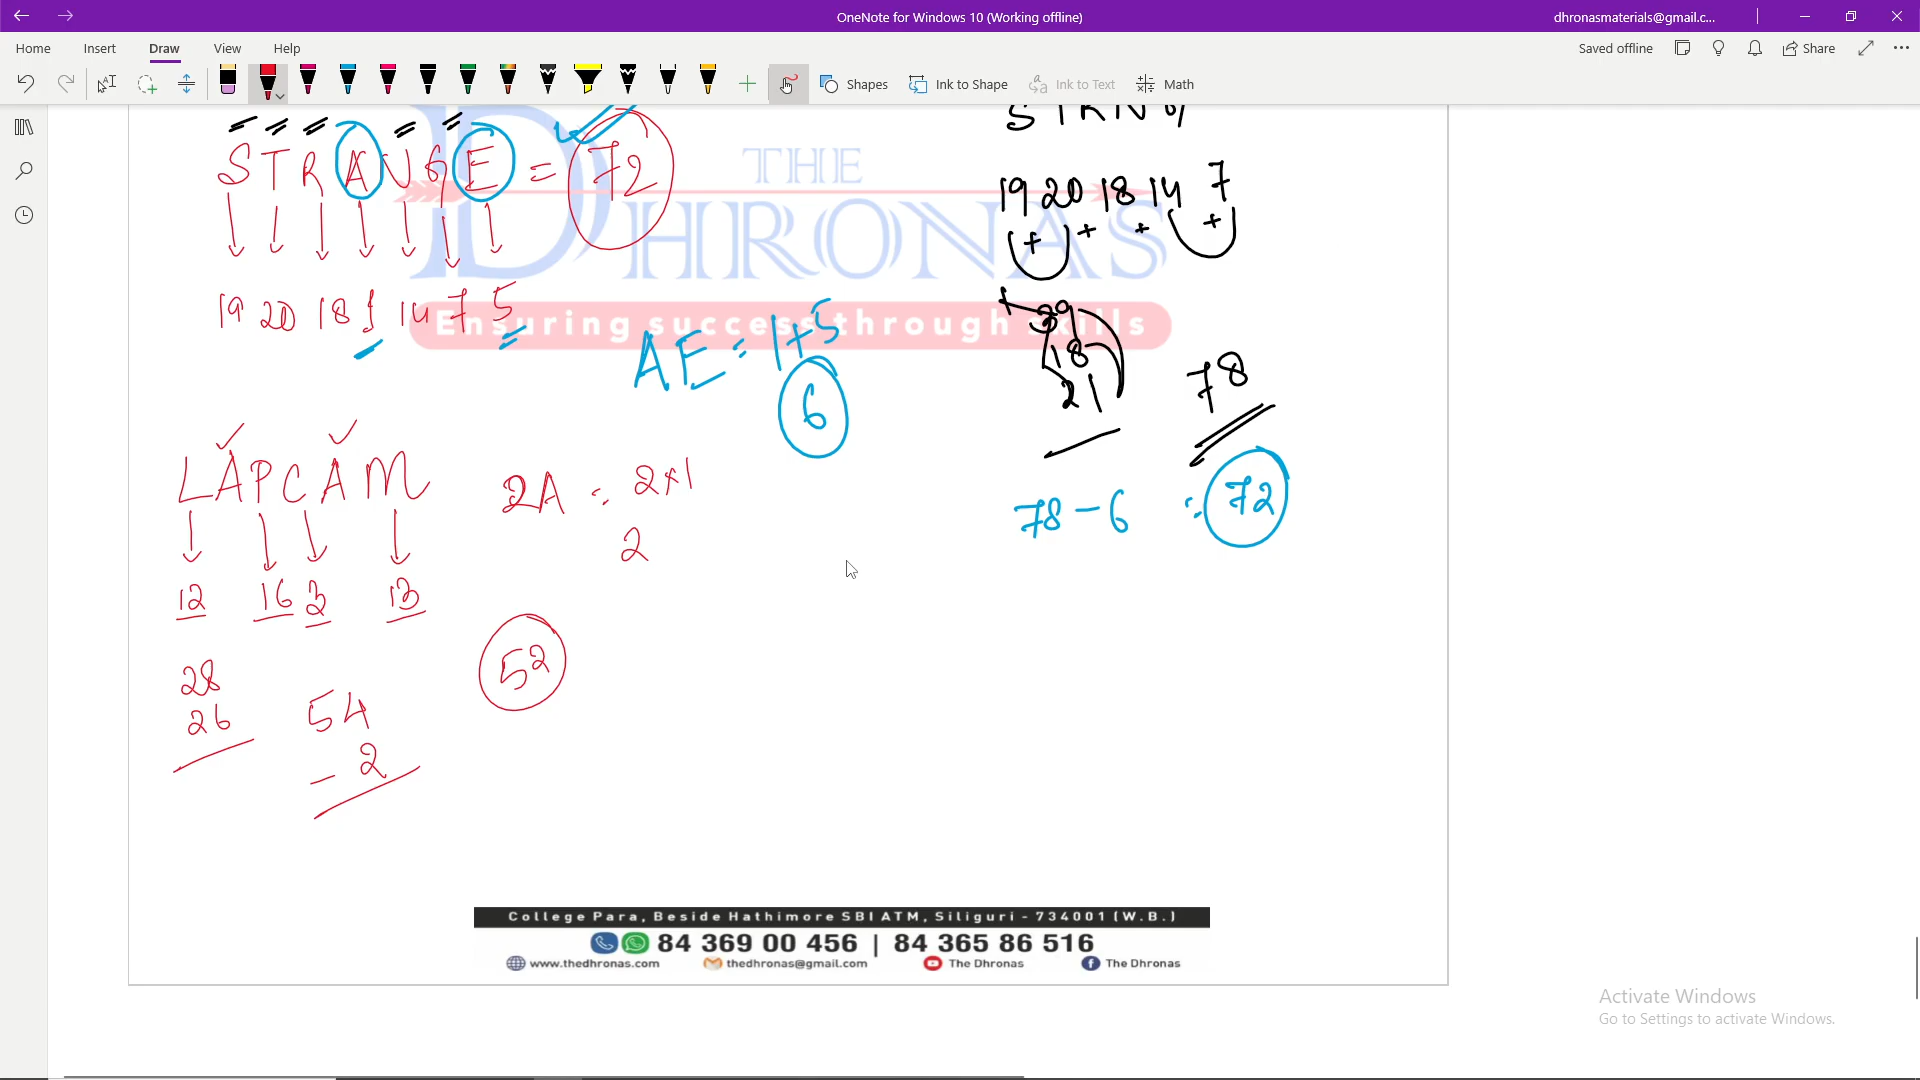 OneNote for Windows 10 (Working offline)
dhronasmaterials@gmail.c...
Home Insert Draw View Help
Saved offline Share
Shapes Ink to Shape Ink to Text Math
S T R N G
THE
DHRONAS
Ensuring success through skills
S T R A N G E = 72
19 20 18 1 14 7 5
AE = 1+5
6
19 20 18 14 7
+ + + +
39
18
21
78
78 - 6 = 72
L A P C A M
12 16 3 13
2A = 2×1
2
28
26
54
- 2
52
College Para, Beside Hathimore SBI ATM, Siliguri - 734001 (W.B.)
84 369 00 456 | 84 365 86 516
www.thedhronas.com thedhronas@gmail.com The Dhronas The Dhronas
Activate Windows
Go to Settings to activate Windows.